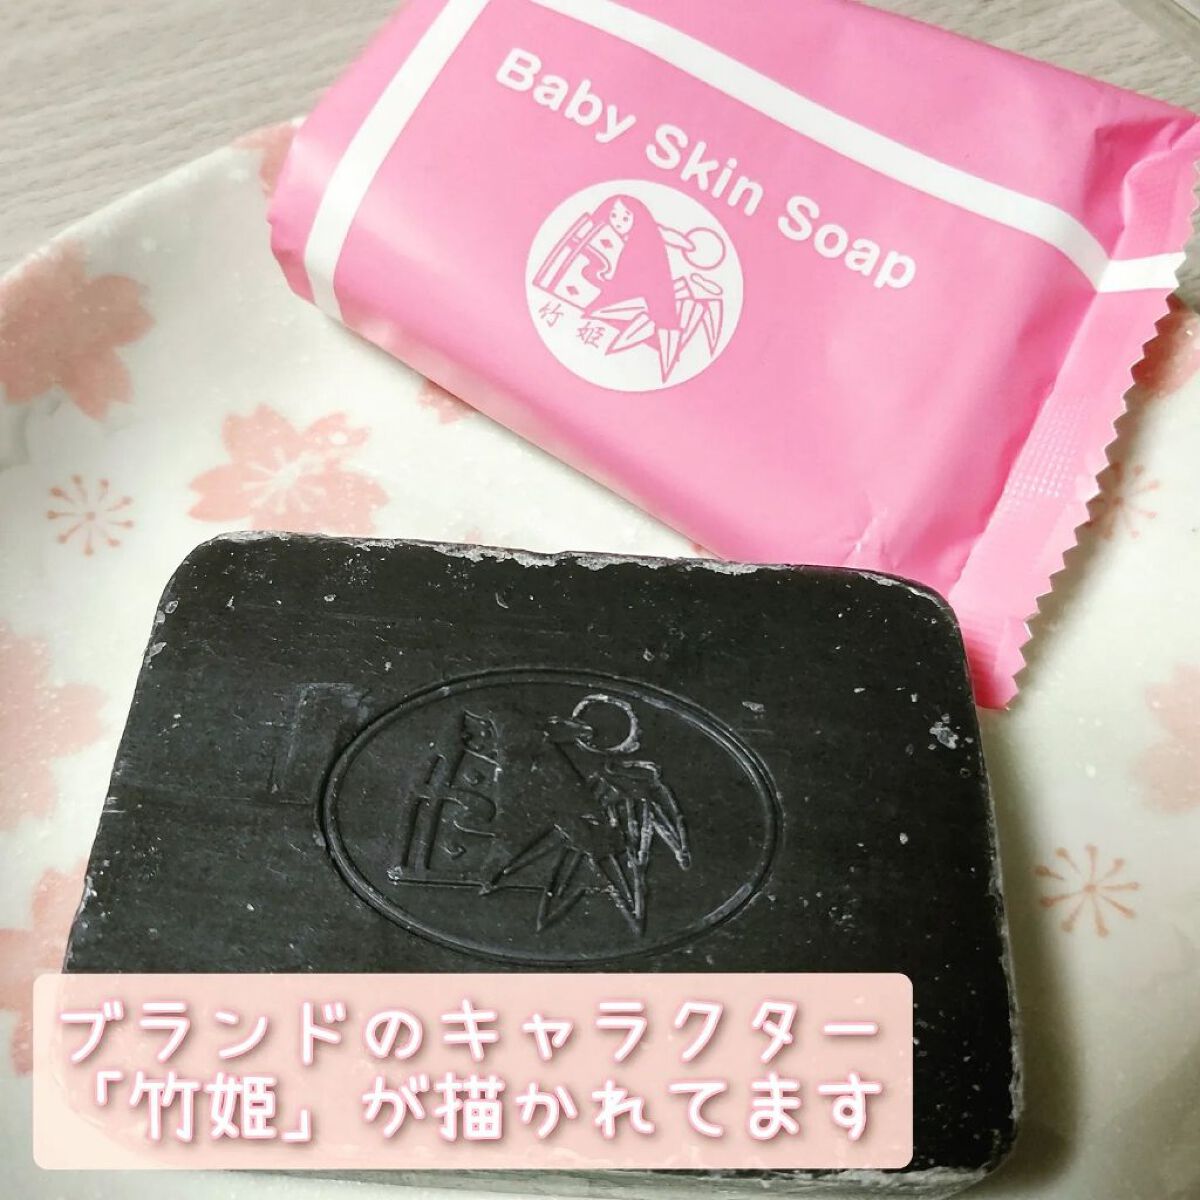 Baby Skin Soap
竹姫
ブランドのキャラクター
「竹姫」が描かれてます